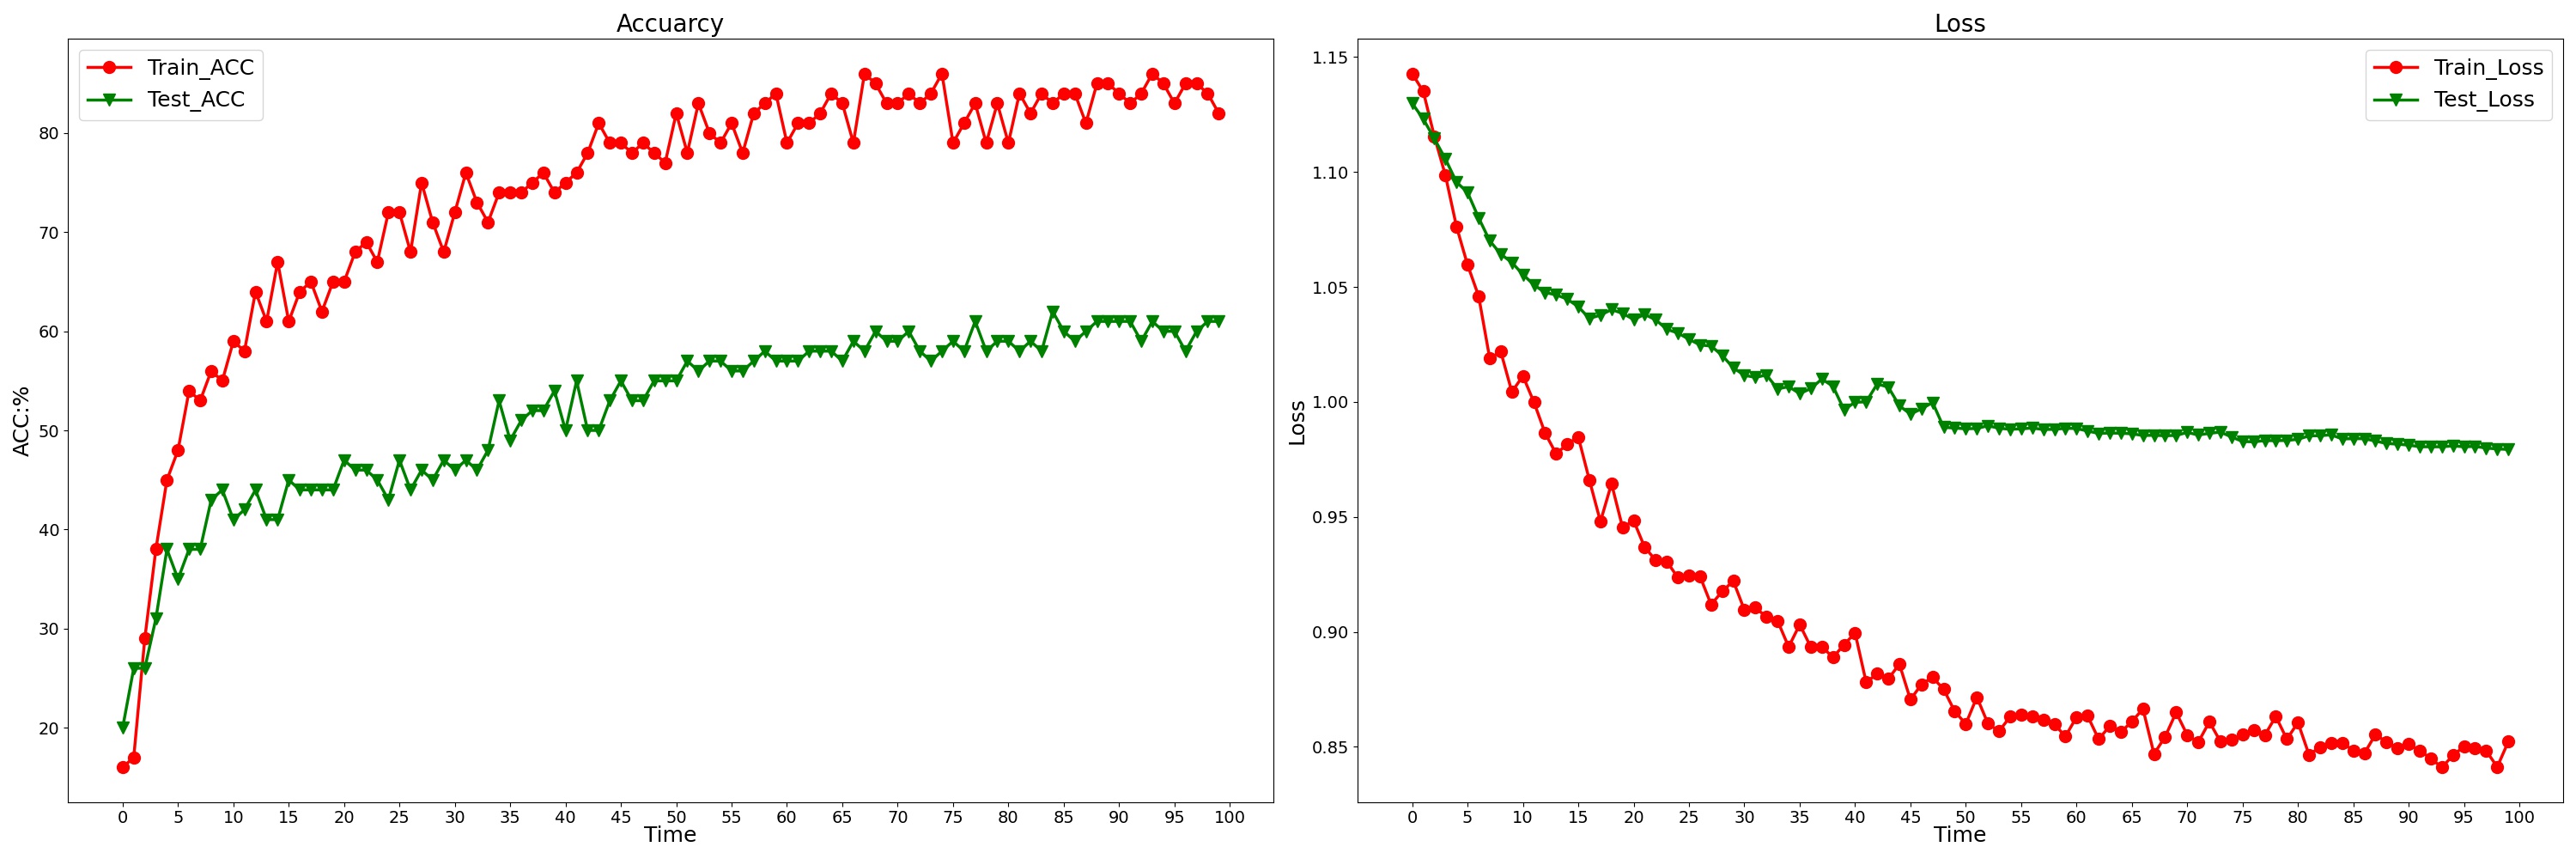 Accuarcy
Train_ACC
Test_ACC
ACC:%
80
70
60
50
40
30
20
0 5 10 15 20 25 30 35 40 45 50 55 60 65 70 75 80 85 90 95 100
Time
Loss
Train_Loss
Test_Loss
Loss
1.15
1.10
1.05
1.00
0.95
0.90
0.85
0 5 10 15 20 25 30 35 40 45 50 55 60 65 70 75 80 85 90 95 100
Time